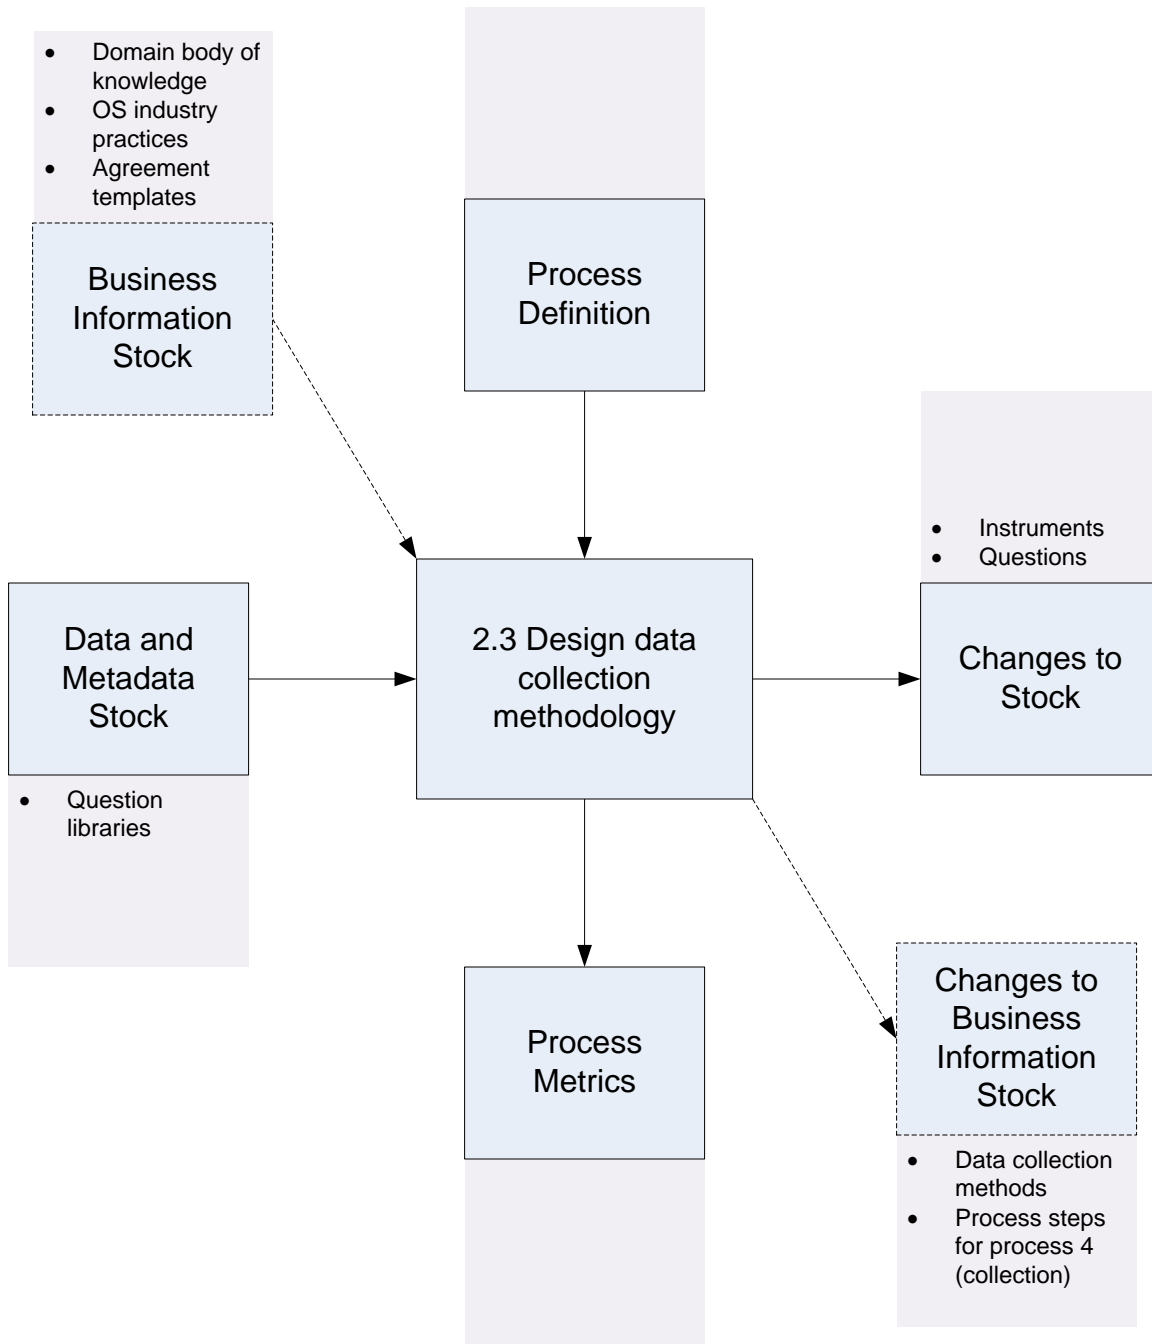 • Domain body of
knowledge
• OS industry
practices
• Agreement
templates
Business
Information
Stock
Process
Definition
• Instruments
• Questions
Data and
Metadata
Stock
2.3 Design data
collection
methodology
Changes to
Stock
• Question
libraries
Process
Metrics
Changes to
Business
Information
Stock
• Data collection
methods
• Process steps
for process 4
(collection)